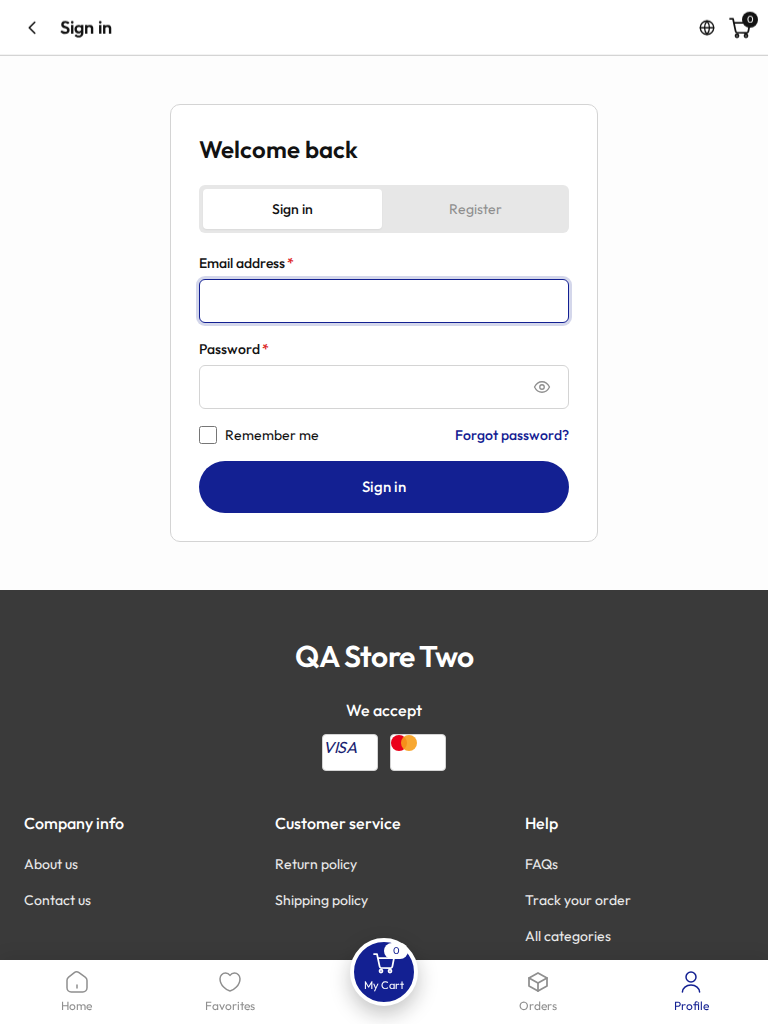 Sign in
0
Welcome back
Sign in
Register
Email address *
Password *
Remember me
Forgot password?
Sign in
QA Store Two
We accept
VISA
Company info
About us
Contact us
Customer service
Return policy
Shipping policy
Help
FAQs
Track your order
All categories
Home
Favorites
0
My Cart
Orders
Profile